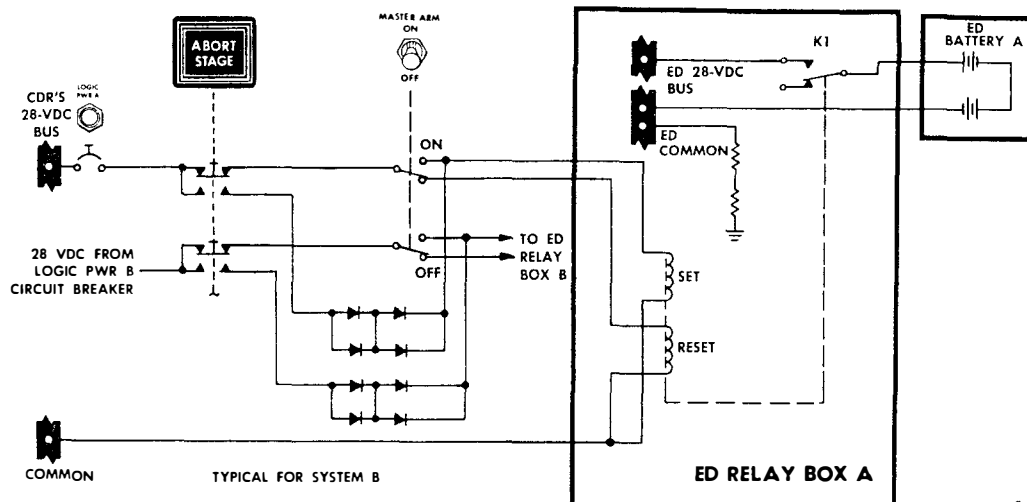 ABORT
STAGE
MASTER ARM
ON
OFF
LOGIC
PWR A
CDR'S
28-VDC
BUS
ON
OFF
28 VDC FROM
LOGIC PWR B
CIRCUIT BREAKER
TO ED
RELAY
BOX B
COMMON
TYPICAL FOR SYSTEM B
K1
ED 28-VDC
BUS
ED
COMMON
SET
RESET
ED RELAY BOX A
ED
BATTERY A